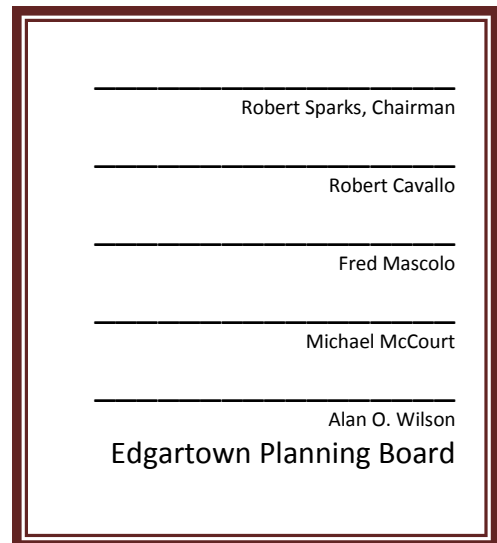 Robert Sparks, Chairman
Robert Cavallo
Fred Mascolo
Michael McCourt
Alan O. Wilson
Edgartown Planning Board